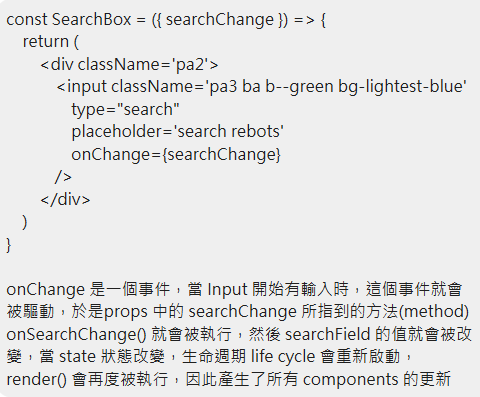 const SearchBox = ({ searchChange }) => {
return (
<div className='pa2'>
<input className='pa3 ba b--green bg-lightest-blue'
type="search"
placeholder='search rebots'
onChange={searchChange}
/>
</div>
)
}
onChange 是一個事件，當 Input 開始有輸入時，這個事件就會
被驅動，於是props 中的 searchChange 所指到的方法(method)
onSearchChange() 就會被執行，然後 searchField 的值就會被改
變，當 state 狀態改變，生命週期 life cycle 會重新啟動，
render() 會再度被執行，因此產生了所有 components 的更新